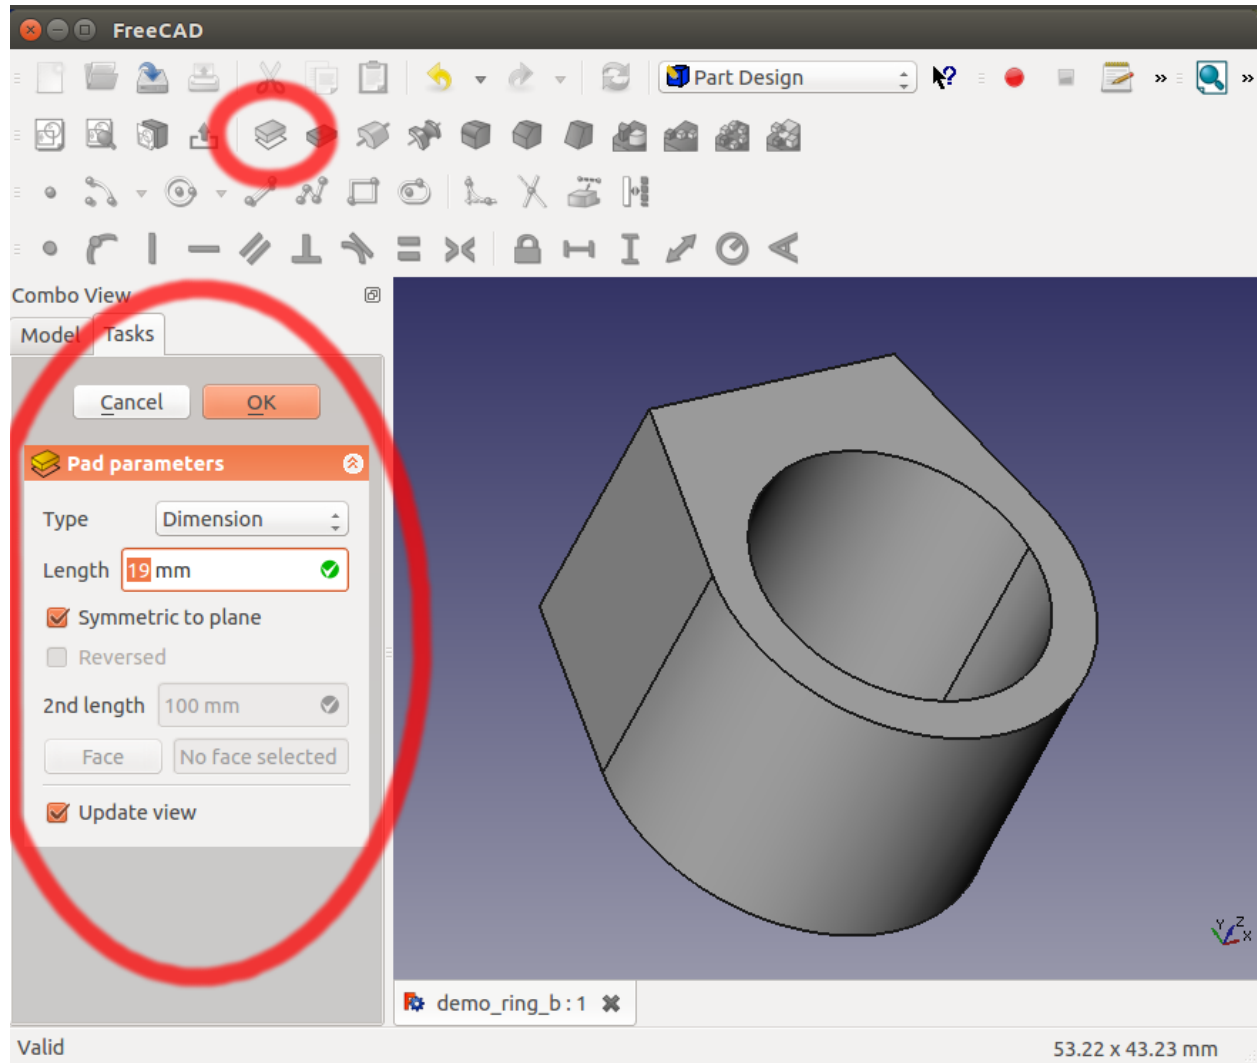 FreeCAD
Part Design
Combo View
Model Tasks
Cancel OK
Pad parameters
Type Dimension
Length 19 mm
Symmetric to plane
Reversed
2nd length 100 mm
Face No face selected
Update view
Y Z X
demo_ring_b : 1
Valid 53.22 x 43.23 mm